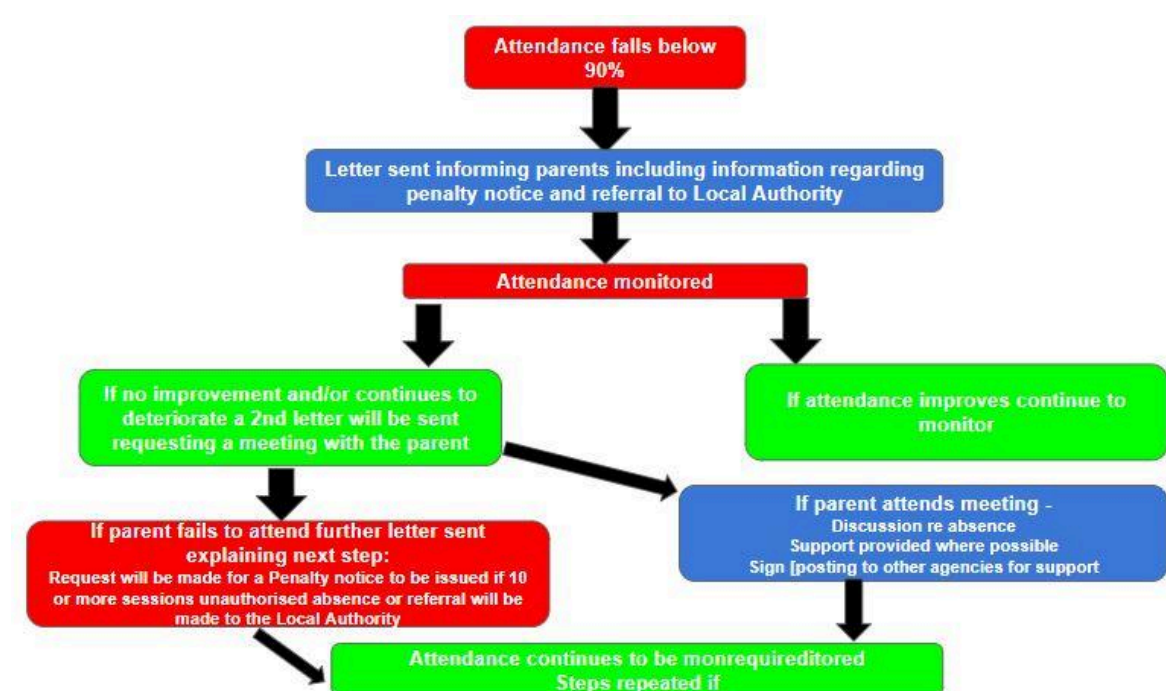 Attendance falls below
90%
Letter sent informing parents including information regarding
penalty notice and referral to Local Authority
Attendance monitored
If no improvement and/or continues to
deteriorate a 2nd letter will be sent
requesting a meeting with the parent
If attendance improves continue to
monitor
If parent fails to attend further letter sent
explaining next step:
Request will be made for a Penalty notice to be issued if 10
or more sessions unauthorised absence or referral will be
made to the Local Authority
If parent attends meeting -
Discussion re absence
Support provided where possible
Sign [posting to other agencies for support
Attendance continues to be monrequireditored
Steps repeated if